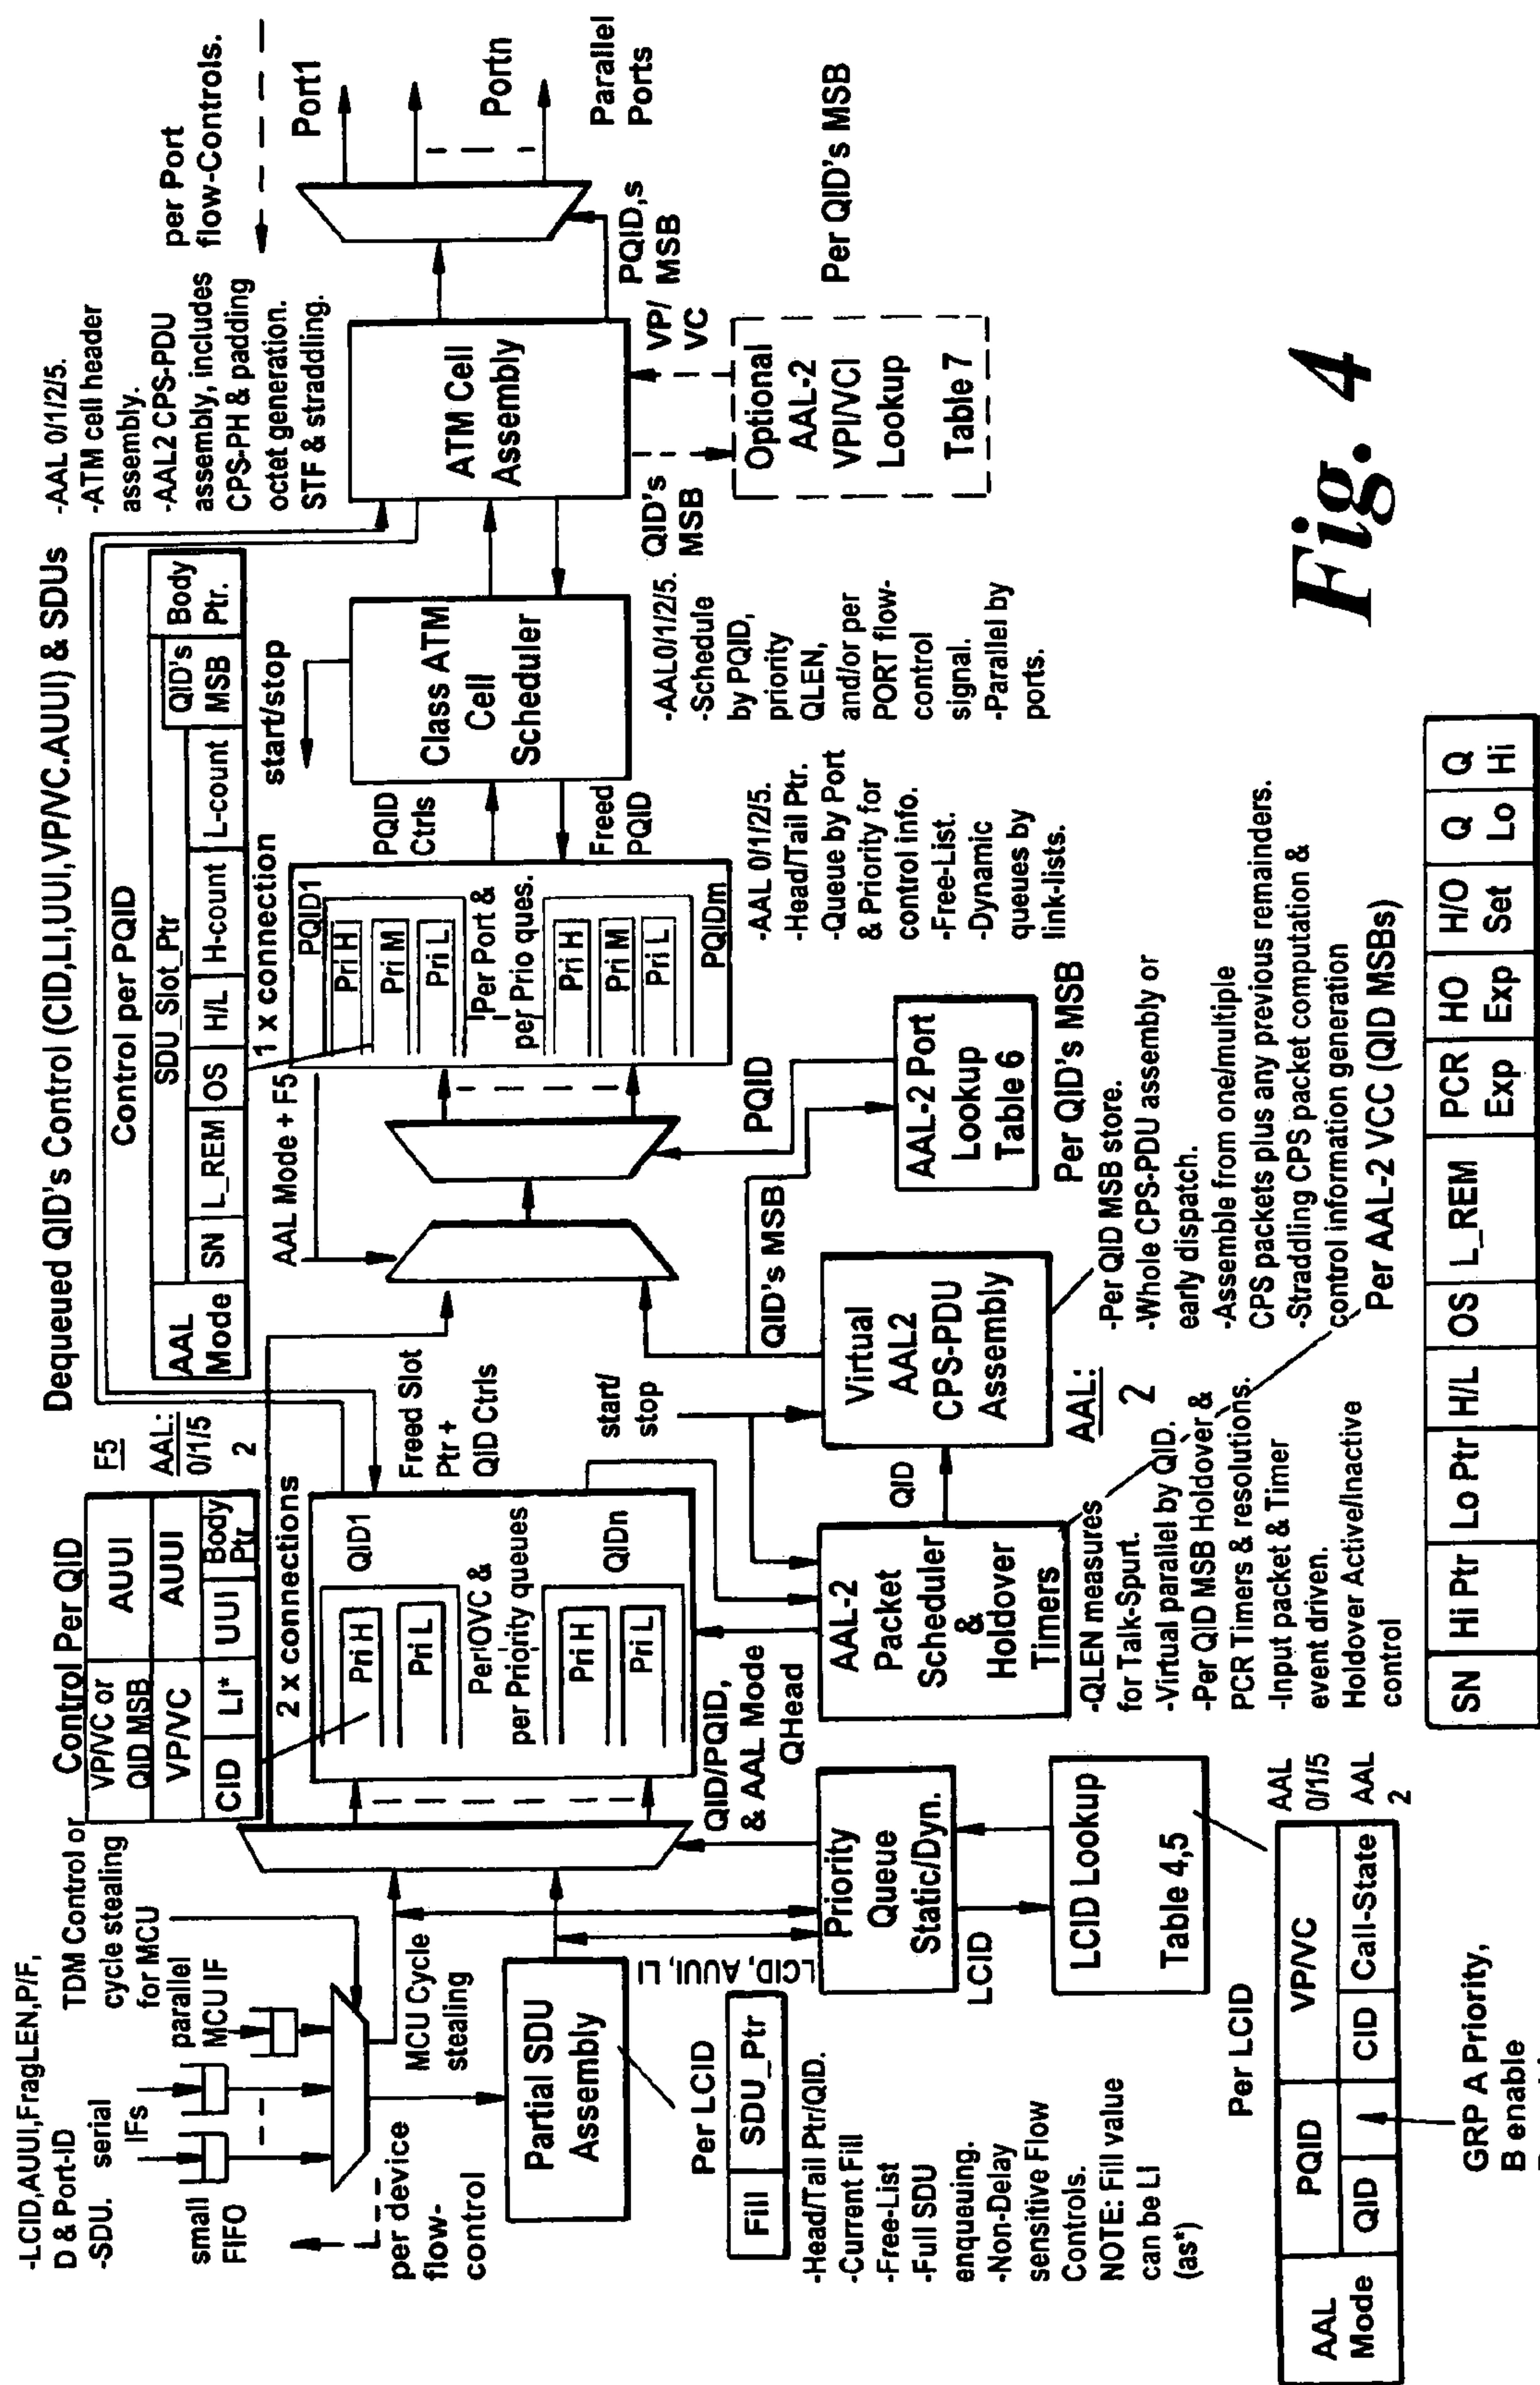 -LCID,AUUI,FragLEN,P/F,
D & Port-ID
-SDU.
serial
IFs
small
FIFO
TDM Control or
cycle stealing
for MCU
parallel
MCU IF
per device
flow-
control
MCU Cycle
stealing
Partial SDU
Assembly
Per LCID
Fill
SDU_Ptr
-Head/Tail Ptr/QID.
-Current Fill
-Free-List
-Full SDU
enqueuing.
-Non-Delay
sensitive Flow
Controls.
NOTE: Fill value
can be LI
(as*)
LCID, AUUI, LI
Priority
Queue
Static/Dyn.
LCID
LCID Lookup
Table 4,5
Per LCID
AAL
Mode
PQID
VP/VC
QID
CID
Call-State
AAL
0/1/5
AAL
2
GRP A Priority,
B enable
Control Per QID
VP/VC or
QID MSB
AUUI
VP/VC
AUUI
CID
LI*
UUI
Body
Ptr
F5
AAL:
0/1/5
2
2 x connections
QID1
Pri H
Pri L
Per/QVC &
per Priority queues
Pri H
Pri L
QIDn
QID/PQID,
& AAL Mode
QHead
AAL-2
Packet
Scheduler
&
Holdover
Timers
-QLEN measures
for Talk-Spurt.
-Virtual parallel by QID.
-Per QID MSB Holdover &
PCR Timers & resolutions.
-Input packet & Timer
event driven.
Holdover Active/Inactive
control
QID
Freed Slot
Ptr +
QID Ctrls
start/
stop
Virtual
AAL2
CPS-PDU
Assembly
AAL:
2
-Per QID MSB store.
-Whole CPS-PDU assembly or
early dispatch.
-Assemble from one/multiple
CPS packets plus any previous remainders.
-Straddling CPS packet computation &
control information generation
Per AAL-2 VCC (QID MSBs)
SN
Hi Ptr
Lo Ptr
H/L
OS
L_REM
PCR
Exp
HO
Exp
H/O
Set
Q
Lo
Q
Hi
Dequeued QID's Control (CID,LI,UUI,VP/VC.AUUI) & SDUs
Control per PQID
AAL
Mode
SDU_Slot_Ptr
SN
L_REM
OS
H/L
H-count
L-count
QID's
MSB
Body
Ptr.
AAL Mode + F5
1 x connection
start/stop
PQID1
Pri H
Pri M
Pri L
Per Port &
per Prio ques.
Pri H
Pri M
Pri L
PQIDm
QID's MSB
PQID
AAL-2 Port
Lookup
Table 6
Per QID's MSB
-AAL 0/1/2/5.
-Head/Tail Ptr.
-Queue by Port
& Priority for
control info.
-Free-List.
-Dynamic
queues by
link-lists.
PQID
Ctrls
Freed
PQID
Class ATM
Cell
Scheduler
-AAL0/1/2/5.
-Schedule
by PQID,
priority
QLEN,
and/or per
PORT flow-
control
signal.
-Parallel by
ports.
-AAL 0/1/2/5.
-ATM cell header
assembly.
-AAL2 CPS-PDU
assembly, includes
CPS-PH & padding
octet generation.
STF & straddling.
ATM Cell
Assembly
QID's
MSB
VP/
VC
Optional
AAL-2
VPI/VCI
Lookup
Table 7
Per QID's MSB
PQID,s
MSB
per Port
flow-Controls.
Port1
Portn
Parallel
Ports
Fig. 4